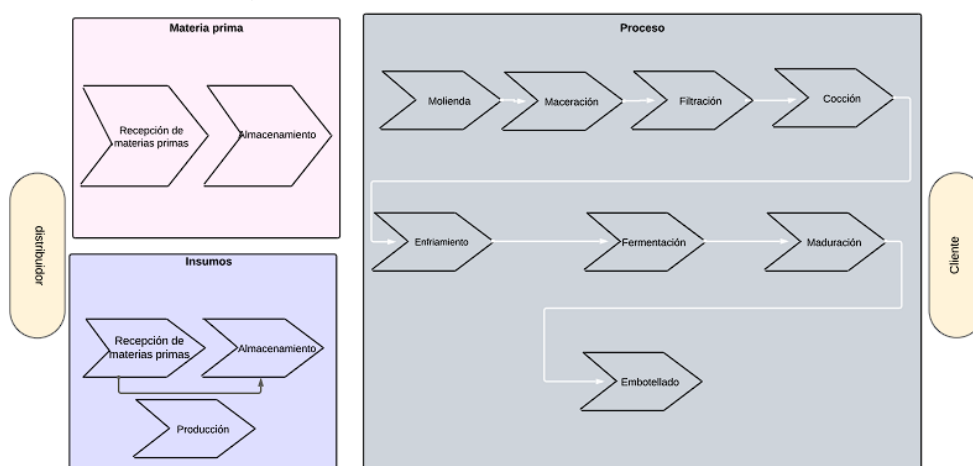 Materia prima
Recepción de
materias primas
Almacenamiento
distribuidor
Insumos
Recepción de
materias primas
Almacenamiento
Producción
Proceso
Molienda
Maceración
Filtración
Cocción
Enfriamiento
Fermentación
Maduración
Embotellado
Cliente